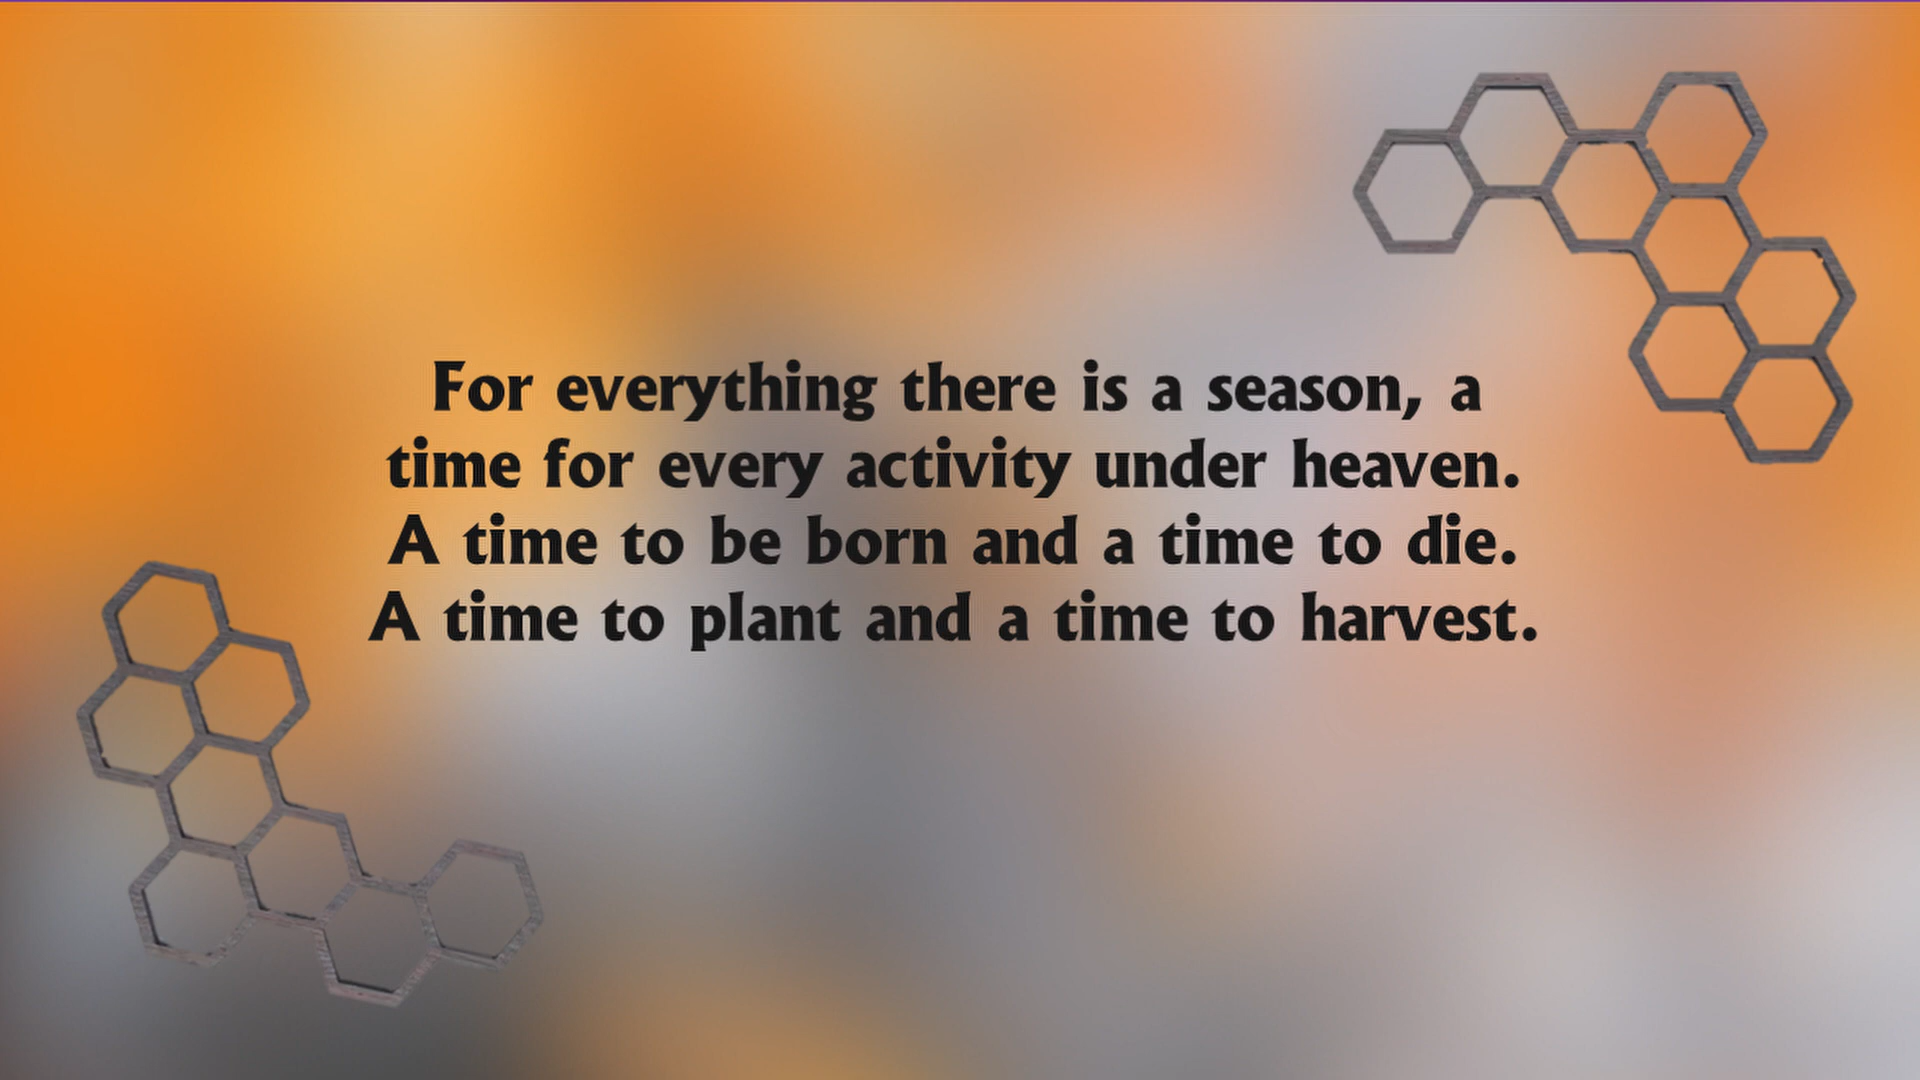 For everything there is a season, a
time for every activity under heaven.
A time to be born and a time to die.
A time to plant and a time to harvest.